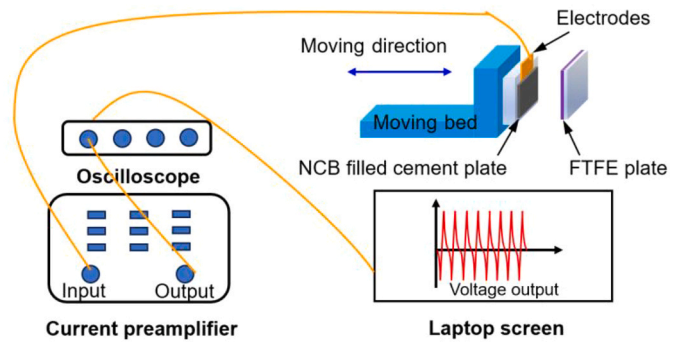 Electrodes
Moving direction
Moving bed
NCB filled cement plate
FTFE plate
Oscilloscope
Input
Output
Current preamplifier
Voltage output
Laptop screen